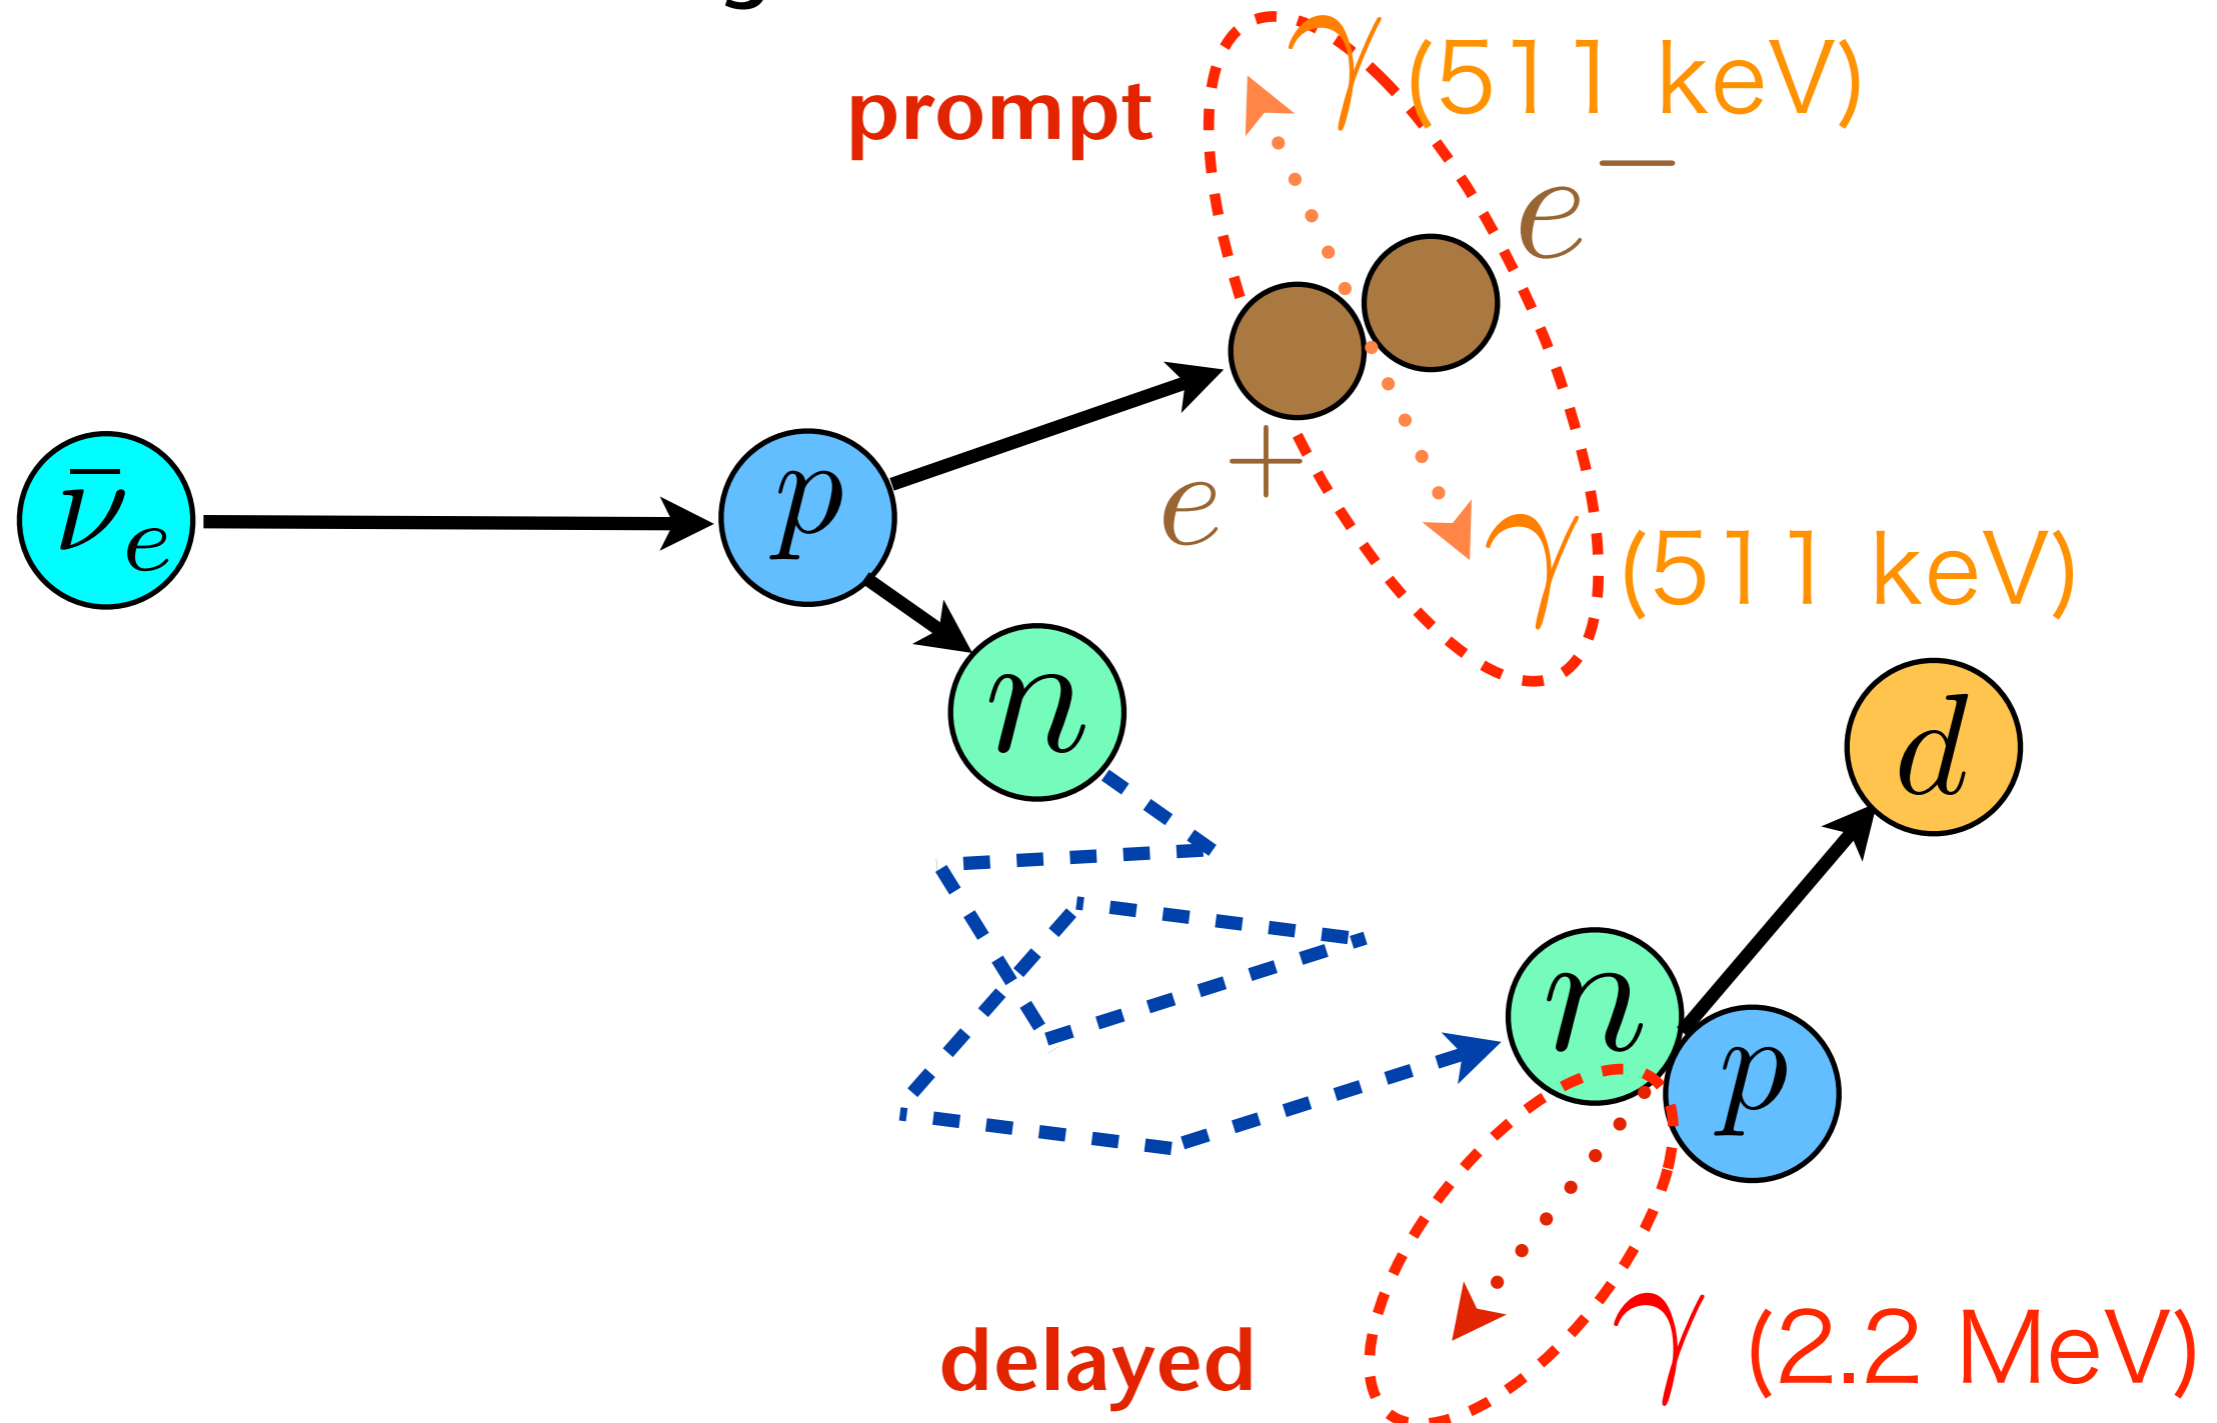 γ (511 keV)
prompt
e⁻
ν̄ₑ
p
e⁺
γ (511 keV)
n
d
n
p
γ (2.2 MeV)
delayed